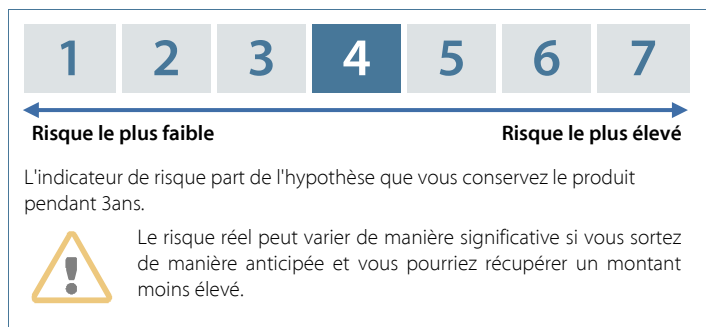 1 2 3 4 5 6 7
Risque le plus faible Risque le plus élevé
L'indicateur de risque part de l'hypothèse que vous conservez le produit
pendant 3ans.
Le risque réel peut varier de manière significative si vous sortez
de manière anticipée et vous pourriez récupérer un montant
moins élevé.